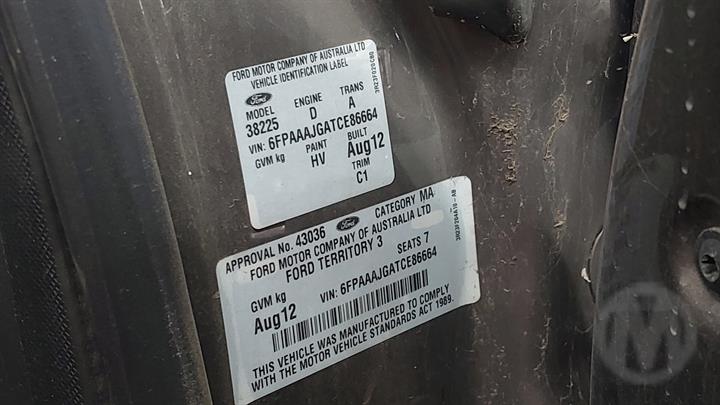 FORD MOTOR COMPANY OF AUSTRALIA LTD
VEHICLE IDENTIFICATION LABEL
Ford
MODEL ENGINE TRANS
38225 D A
VIN: 6FPAAAJGATCE86664
GVM kg PAINT BUILT
HV Aug12
TRIM
C1
APPROVAL No. 43036 Ford CATEGORY MA
FORD MOTOR COMPANY OF AUSTRALIA LTD
FORD TERRITORY 3
GVM kg SEATS 7
VIN: 6FPAAAJGATCE86664
Aug12
THIS VEHICLE WAS MANUFACTURED TO COMPLY
WITH THE MOTOR VEHICLE STANDARDS ACT 1989.
M